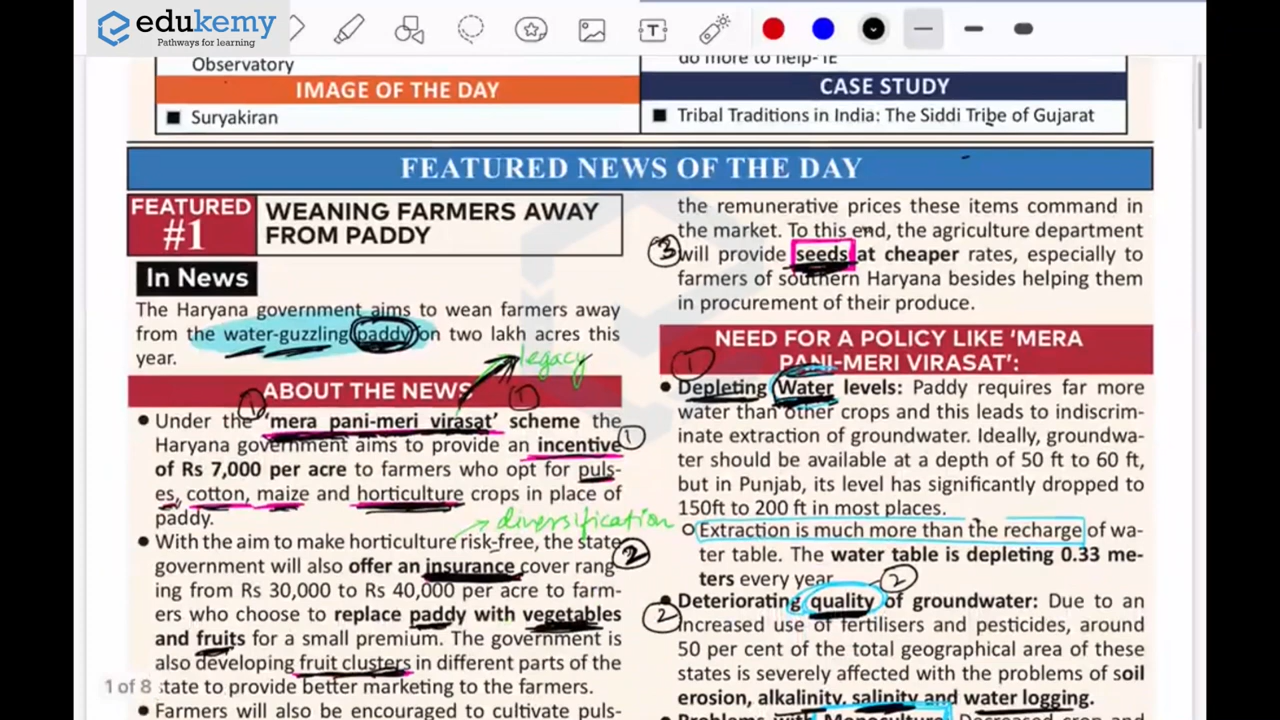 edukemy
Pathways for learning
T
Observatory
IMAGE OF THE DAY
■ Suryakiran
do more to help- IE
CASE STUDY
■ Tribal Traditions in India: The Siddi Tribe of Gujarat
FEATURED NEWS OF THE DAY
FEATURED
#1
WEANING FARMERS AWAY
FROM PADDY
In News
The Haryana government aims to wean farmers away
from the water-guzzling paddy on two lakh acres this
year.
legacy
ABOUT THE NEWS
1
1
• Under the 'mera pani-meri virasat' scheme the
Haryana government aims to provide an incentive
1
of Rs 7,000 per acre to farmers who opt for puls-
es, cotton, maize and horticulture crops in place of
paddy.
diversification
• With the aim to make horticulture risk-free, the state
2
government will also offer an insurance cover rang-
ing from Rs 30,000 to Rs 40,000 per acre to farm-
ers who choose to replace paddy with vegetables
and fruits for a small premium. The government is
also developing fruit clusters in different parts of the
state to provide better marketing to the farmers.
• Farmers will also be encouraged to cultivate puls-
1 of 8
the remunerative prices these items command in
the market. To this end, the agriculture department
3
will provide seeds at cheaper rates, especially to
farmers of southern Haryana besides helping them
in procurement of their produce.
NEED FOR A POLICY LIKE 'MERA
PANI-MERI VIRASAT':
1
• Depleting Water levels: Paddy requires far more
water than other crops and this leads to indiscrim-
inate extraction of groundwater. Ideally, groundwa-
ter should be available at a depth of 50 ft to 60 ft,
but in Punjab, its level has significantly dropped to
150ft to 200 ft in most places.
○ Extraction is much more than the recharge of wa-
ter table. The water table is depleting 0.33 me-
ters every year
2
• Deteriorating quality of groundwater: Due to an
2
increased use of fertilisers and pesticides, around
50 per cent of the total geographical area of these
states is severely affected with the problems of soil
erosion, alkalinity, salinity and water logging.
Problems with Monoculture: Decreased crop and